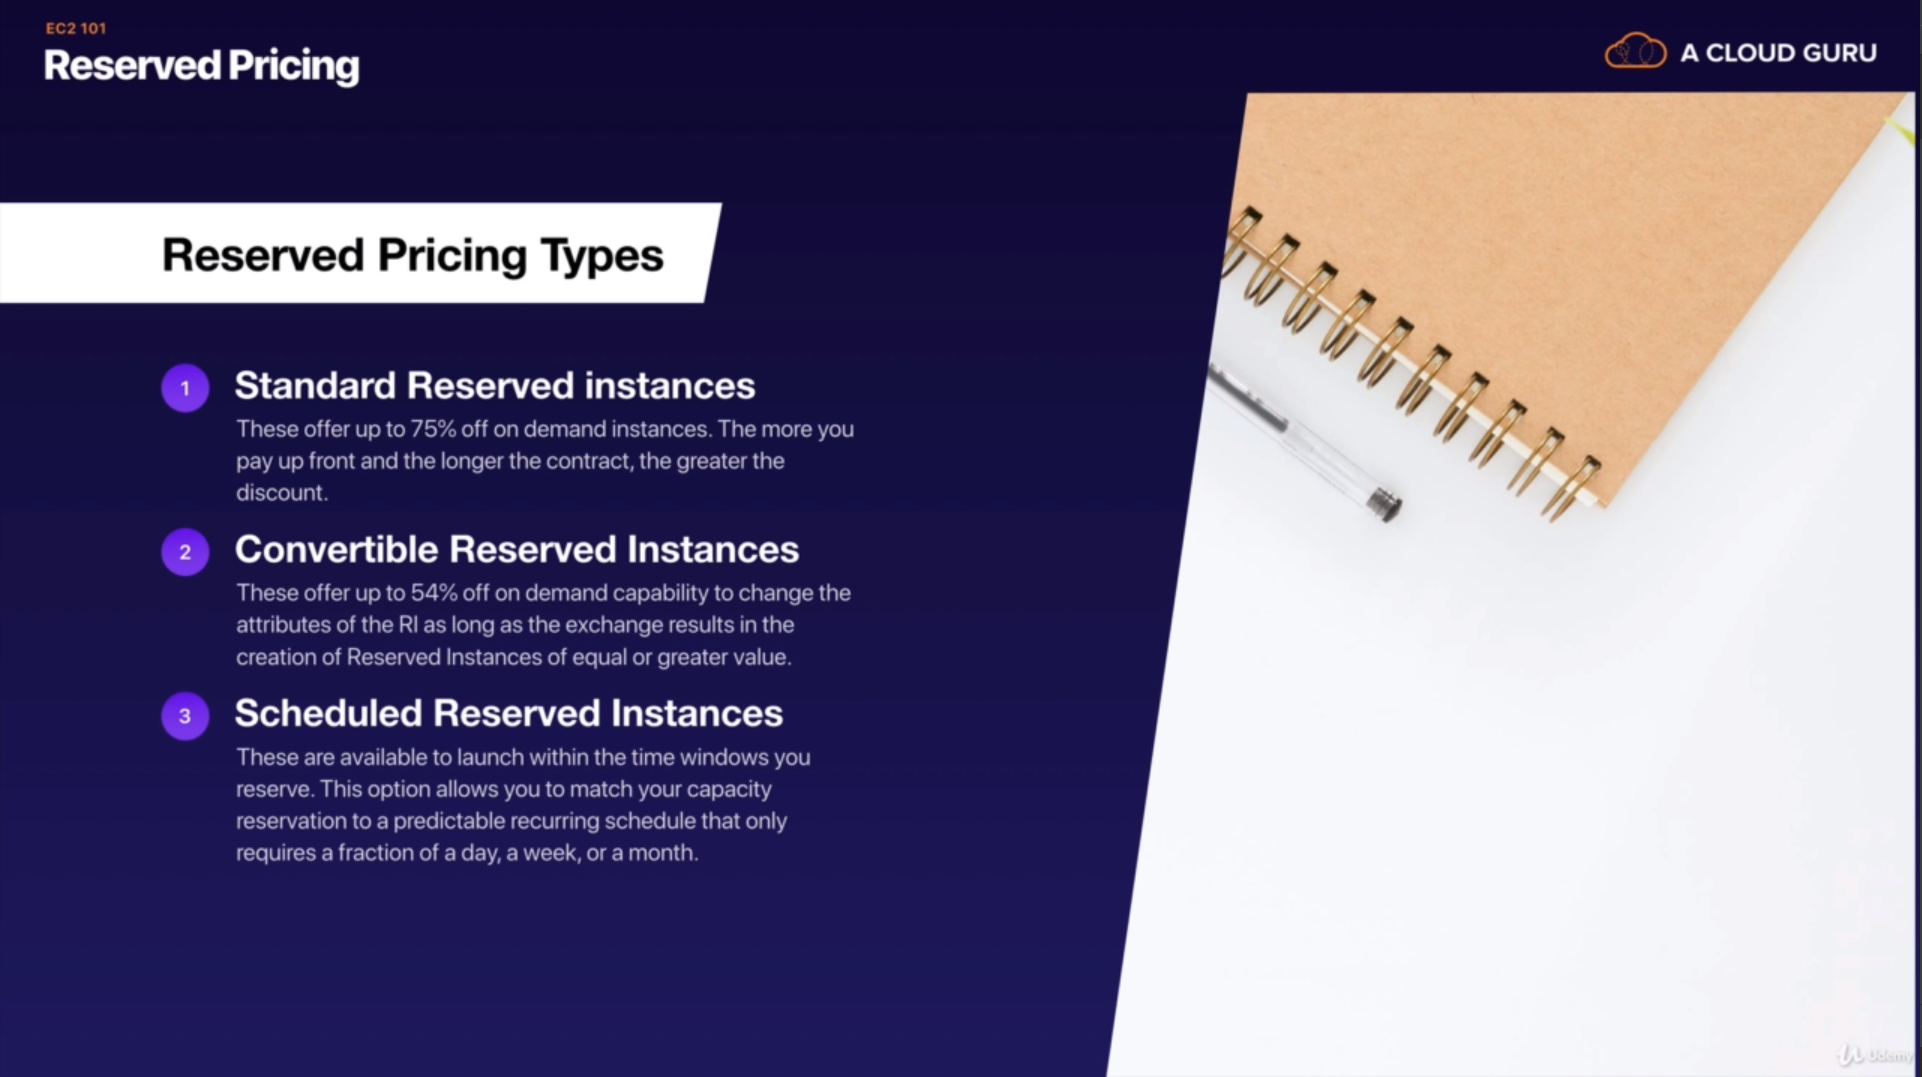 EC2 101
Reserved Pricing
A CLOUD GURU
Reserved Pricing Types
1
Standard Reserved instances
These offer up to 75% off on demand instances. The more you
pay up front and the longer the contract, the greater the
discount.
2
Convertible Reserved Instances
These offer up to 54% off on demand capability to change the
attributes of the RI as long as the exchange results in the
creation of Reserved Instances of equal or greater value.
3
Scheduled Reserved Instances
These are available to launch within the time windows you
reserve. This option allows you to match your capacity
reservation to a predictable recurring schedule that only
requires a fraction of a day, a week, or a month.
Udemy